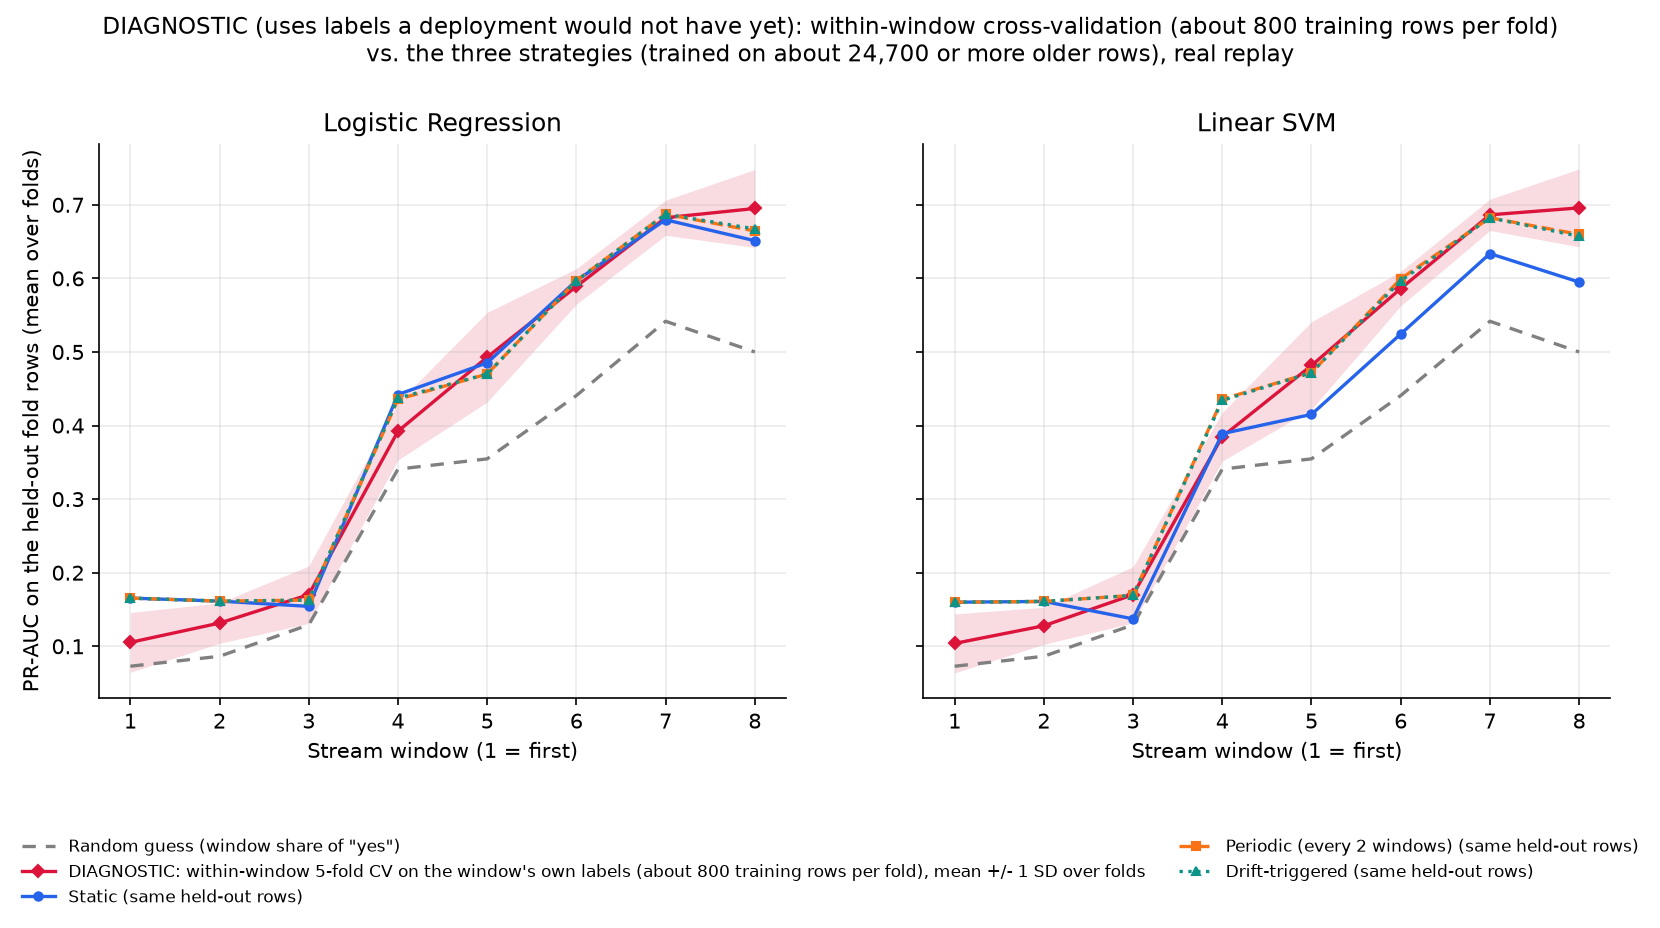 DIAGNOSTIC (uses labels a deployment would not have yet): within-window cross-validation (about 800 training rows per fold)
vs. the three strategies (trained on about 24,700 or more older rows), real replay
Logistic Regression
Linear SVM
PR-AUC on the held-out fold rows (mean over folds)
0.7
0.6
0.5
0.4
0.3
0.2
0.1
1 2 3 4 5 6 7 8
1 2 3 4 5 6 7 8
Stream window (1 = first)
Stream window (1 = first)
Random guess (window share of "yes")
DIAGNOSTIC: within-window 5-fold CV on the window's own labels (about 800 training rows per fold), mean +/- 1 SD over folds
Static (same held-out rows)
Periodic (every 2 windows) (same held-out rows)
Drift-triggered (same held-out rows)